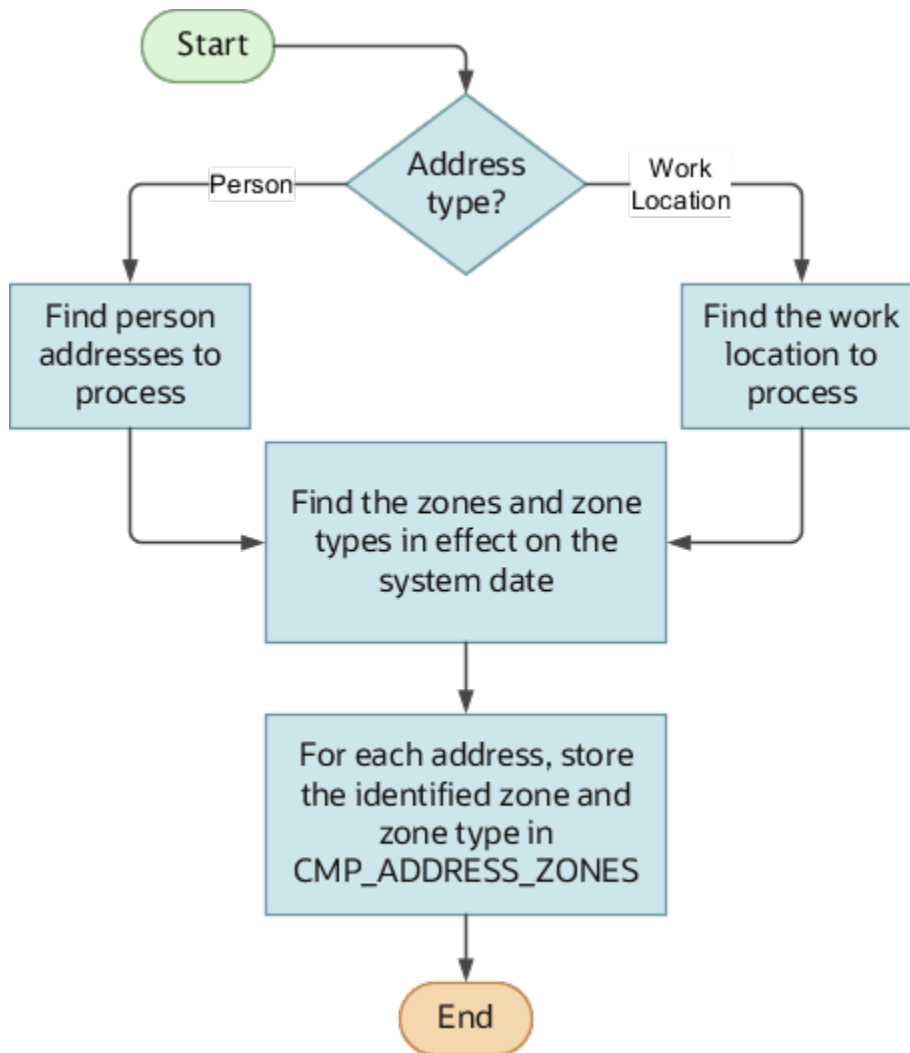 Start
Address
type?
Person
Work
Location
Find person
addresses to
process
Find the work
location to
process
Find the zones and zone
types in effect on the
system date
For each address, store
the identified zone and
zone type in
CMP_ADDRESS_ZONES
End